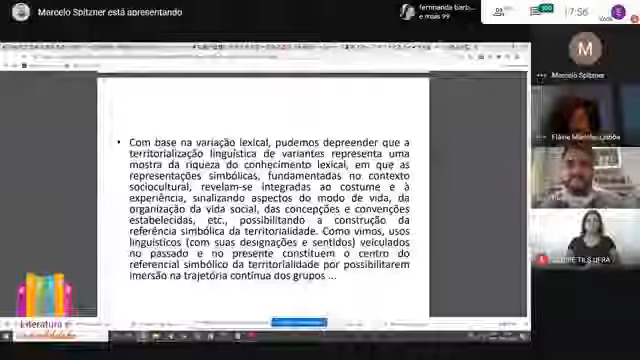 Marcelo Spitzner está apresentando
e mais 99
17:56
Você
Marcelo Spitzner
M
• Com base na variação lexical, pudemos depreender que a
territorialização linguística de variantes representa uma
mostra da riqueza do conhecimento lexical, em que as
representações simbólicas, fundamentadas no contexto
sociocultural, revelam-se integradas ao costume e à
experiência, sinalizando aspectos do modo de vida, da
organização da vida social, das concepções e convenções
estabelecidas, etc., possibilitando a construção da
referência simbólica da territorialidade. Como vimos, usos
linguísticos (com suas designações e sentidos) veiculados
no passado e no presente constituem o centro do
referencial simbólico da territorialidade por possibilitarem
imersão na trajetória contínua dos grupos ...
UFRA
Literatura e